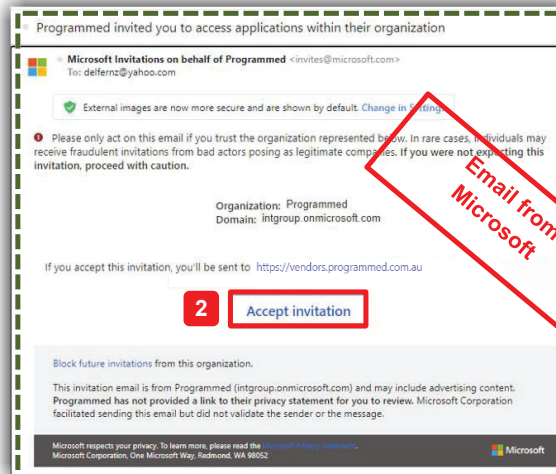 Programmed invited you to access applications within their organization
Microsoft Invitations on behalf of Programmed <invites@microsoft.com>
To: delfernz@yahoo.com
External images are now more secure and are shown by default. Change in Settings
Please only act on this email if you trust the organization represented below. In rare cases, individuals may
receive fraudulent invitations from bad actors posing as legitimate companies. If you were not expecting this
invitation, proceed with caution.
Email from
Microsoft
Organization: Programmed
Domain: intgroup.onmicrosoft.com
If you accept this invitation, you'll be sent to https://vendors.programmed.com.au
2
Accept invitation
Block future invitations from this organization.
This invitation email is from Programmed (intgroup.onmicrosoft.com) and may include advertising content.
Programmed has not provided a link to their privacy statement for you to review. Microsoft Corporation
facilitated sending this email but did not validate the sender or the message.
Microsoft respects your privacy. To learn more, please read the Microsoft Privacy Statement.
Microsoft Corporation, One Microsoft Way, Redmond, WA 98052
Microsoft